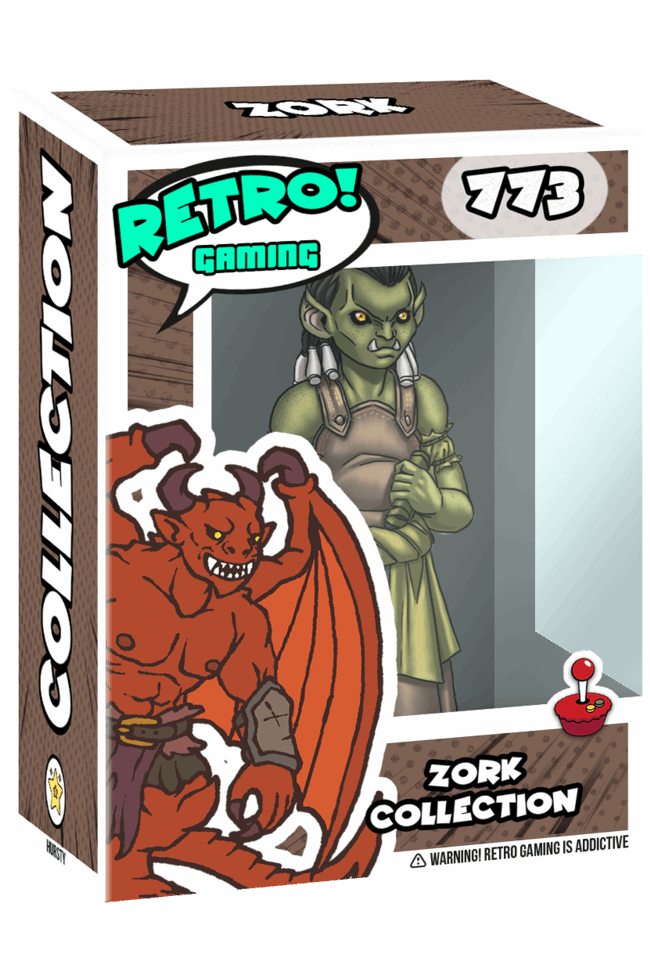 ZORK
RETRO!
GAMING
773
COLLECTION
HURSTY
ZORK
COLLECTION
WARNING! RETRO GAMING IS ADDICTIVE